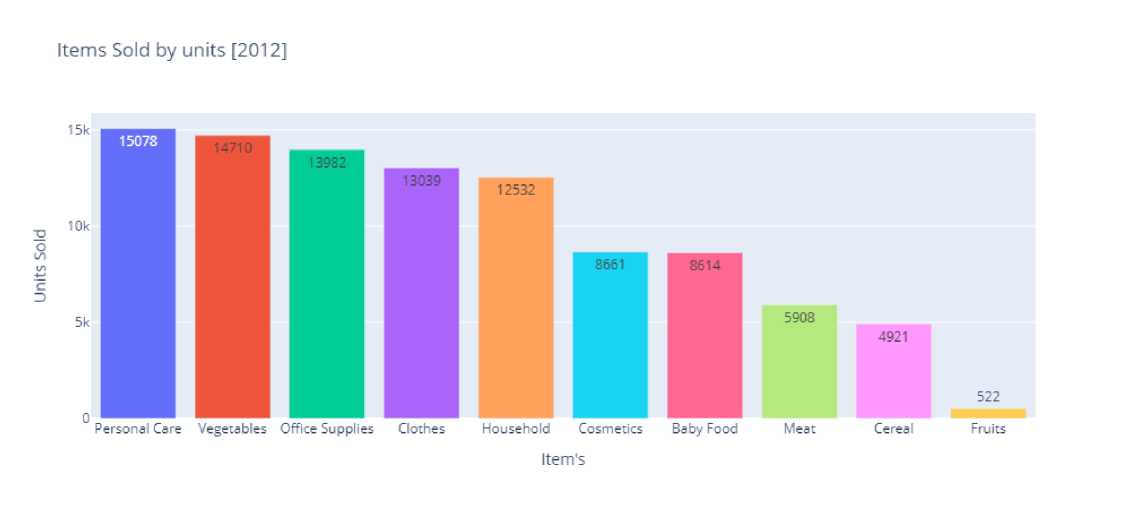 Items Sold by units [2012]
15k
10k
5k
0
Units Sold
15078
14710
13982
13039
12532
8661
8614
5908
4921
522
Personal Care
Vegetables
Office Supplies
Clothes
Household
Cosmetics
Baby Food
Meat
Cereal
Fruits
Item's